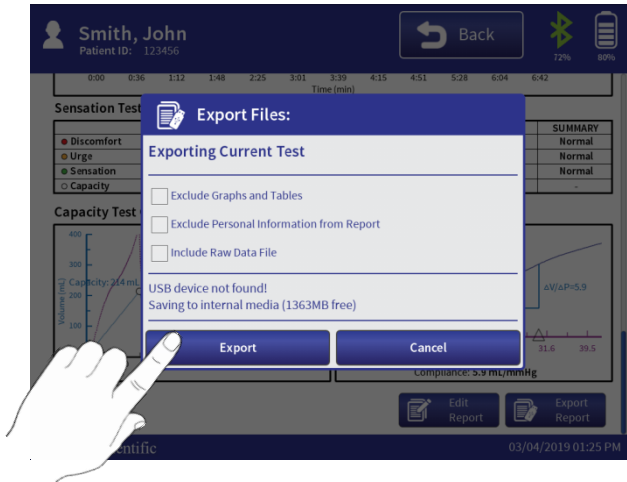 Smith, John
Patient ID: 123456
Back
72%
80%
0:00 0:36 1:12 1:48 2:25 3:01 3:39 4:15 4:51 5:28 6:04 6:42
Time (min)
Sensation Test
Export Files:
SUMMARY
Discomfort
Normal
Urge
Normal
Sensation
Normal
Capacity
-
Exporting Current Test
Exclude Graphs and Tables
Exclude Personal Information from Report
Include Raw Data File
USB device not found!
Saving to internal media (1363MB free)
Export
Cancel
Capacity Test
400
300
200
100
Volume (mL)
Capacity: 214 mL
ΔV/ΔP=5.9
31.6 39.5
Compliance: 5.9 mL/mmHg
Edit
Report
Export
Report
entific
03/04/2019 01:25 PM